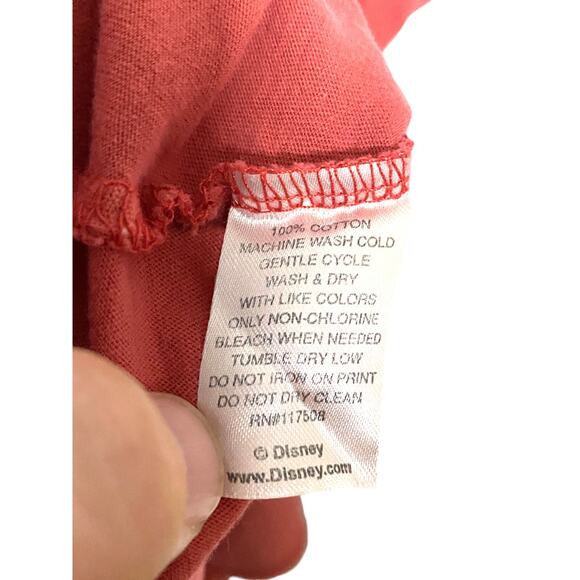 100% COTTON
MACHINE WASH COLD
GENTLE CYCLE
WASH & DRY
WITH LIKE COLORS
ONLY NON-CHLORINE
BLEACH WHEN NEEDED
TUMBLE DRY LOW
DO NOT IRON ON PRINT
DO NOT DRY CLEAN
RN#117508
© Disney
www.Disney.com